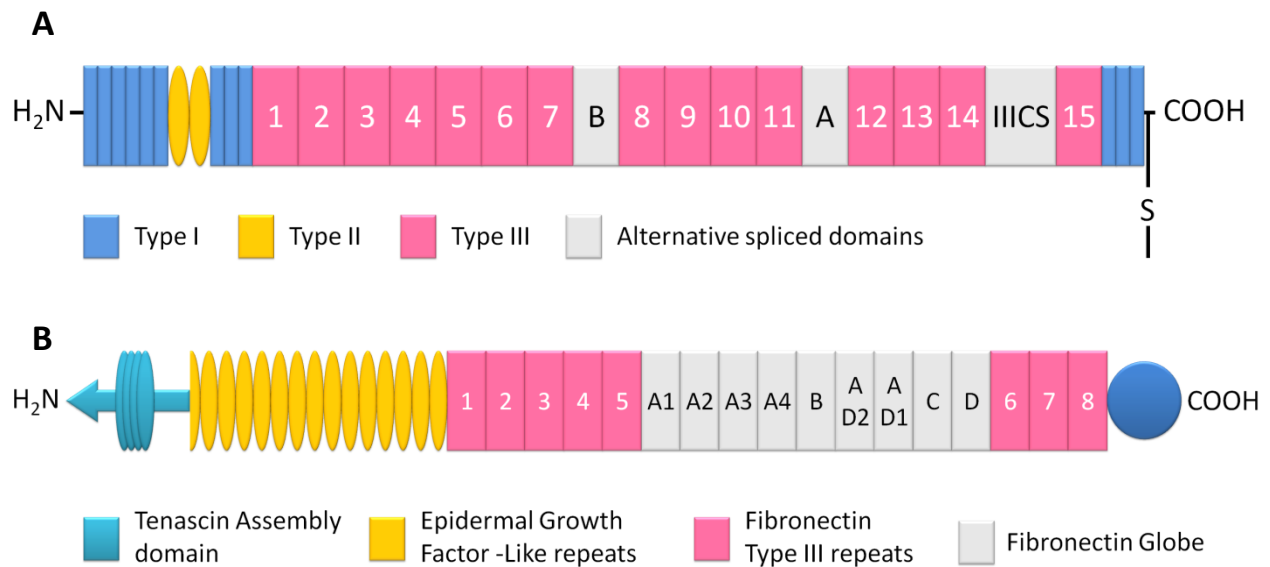 A
H₂N
1 2 3 4 5 6 7 B 8 9 10 11 A 12 13 14 IIICS 15
COOH
S
Type I Type II Type III Alternative spliced domains
B
H₂N
1 2 3 4 5 A1 A2 A3 A4 B A D2 A D1 C D 6 7 8
COOH
Tenascin Assembly
domain
Epidermal Growth
Factor -Like repeats
Fibronectin
Type III repeats
Fibronectin Globe